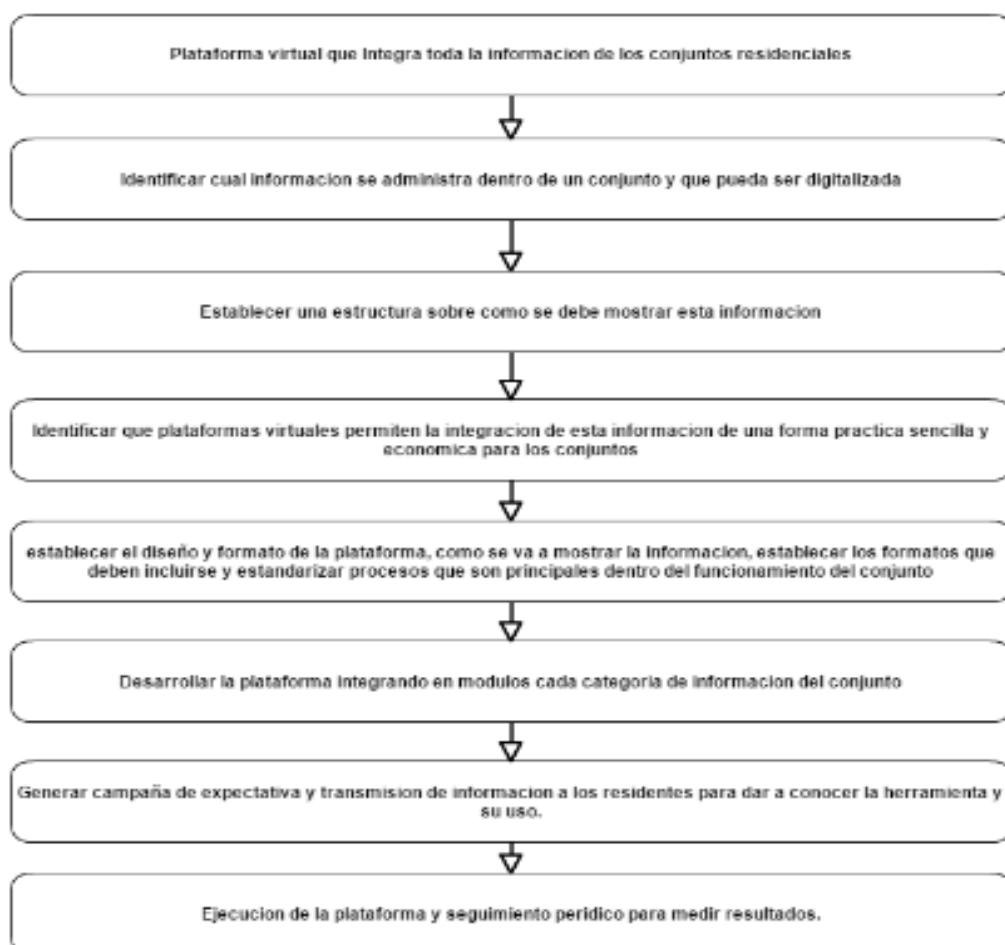 Plataforma virtual que Integra toda la informacion de los conjuntos residenciales
Identificar cual informacion se administra dentro de un conjunto y que pueda ser digitalizada
Establecer una estructura sobre como se debe mostrar esta informacion
Identificar que plataformas virtuales permiten la integracion de esta informacion de una forma practica sencilla y
economica para los conjuntos
establecer el diseño y formato de la plataforma, como se va a mostrar la informacion, establecer los formatos que
deben incluirse y estandarizar procesos que son principales dentro del funcionamiento del conjunto
Desarrollar la plataforma integrando en modulos cada categoria de informacion del conjunto
Generar campaña de expectativa y transmision de informacion a los residentes para dar a conocer la herramienta y
su uso.
Ejecucion de la plataforma y seguimiento peridico para medir resultados.